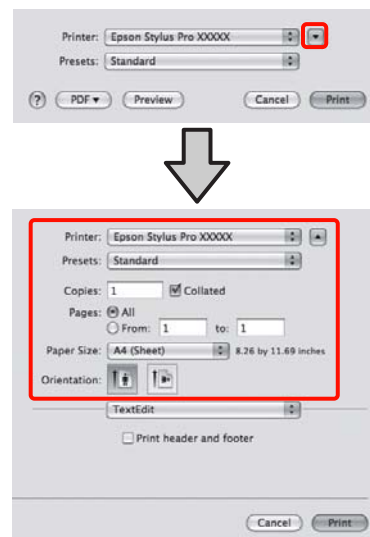 Printer: Epson Stylus Pro XXXXX
Presets: Standard
? PDF▼ Preview Cancel Print
Printer: Epson Stylus Pro XXXXX
Presets: Standard
Copies: 1 Collated
Pages: All
From: 1 to: 1
Paper Size: A4 (Sheet) 8.26 by 11.69 inches
Orientation:
TextEdit
Print header and footer
Cancel Print